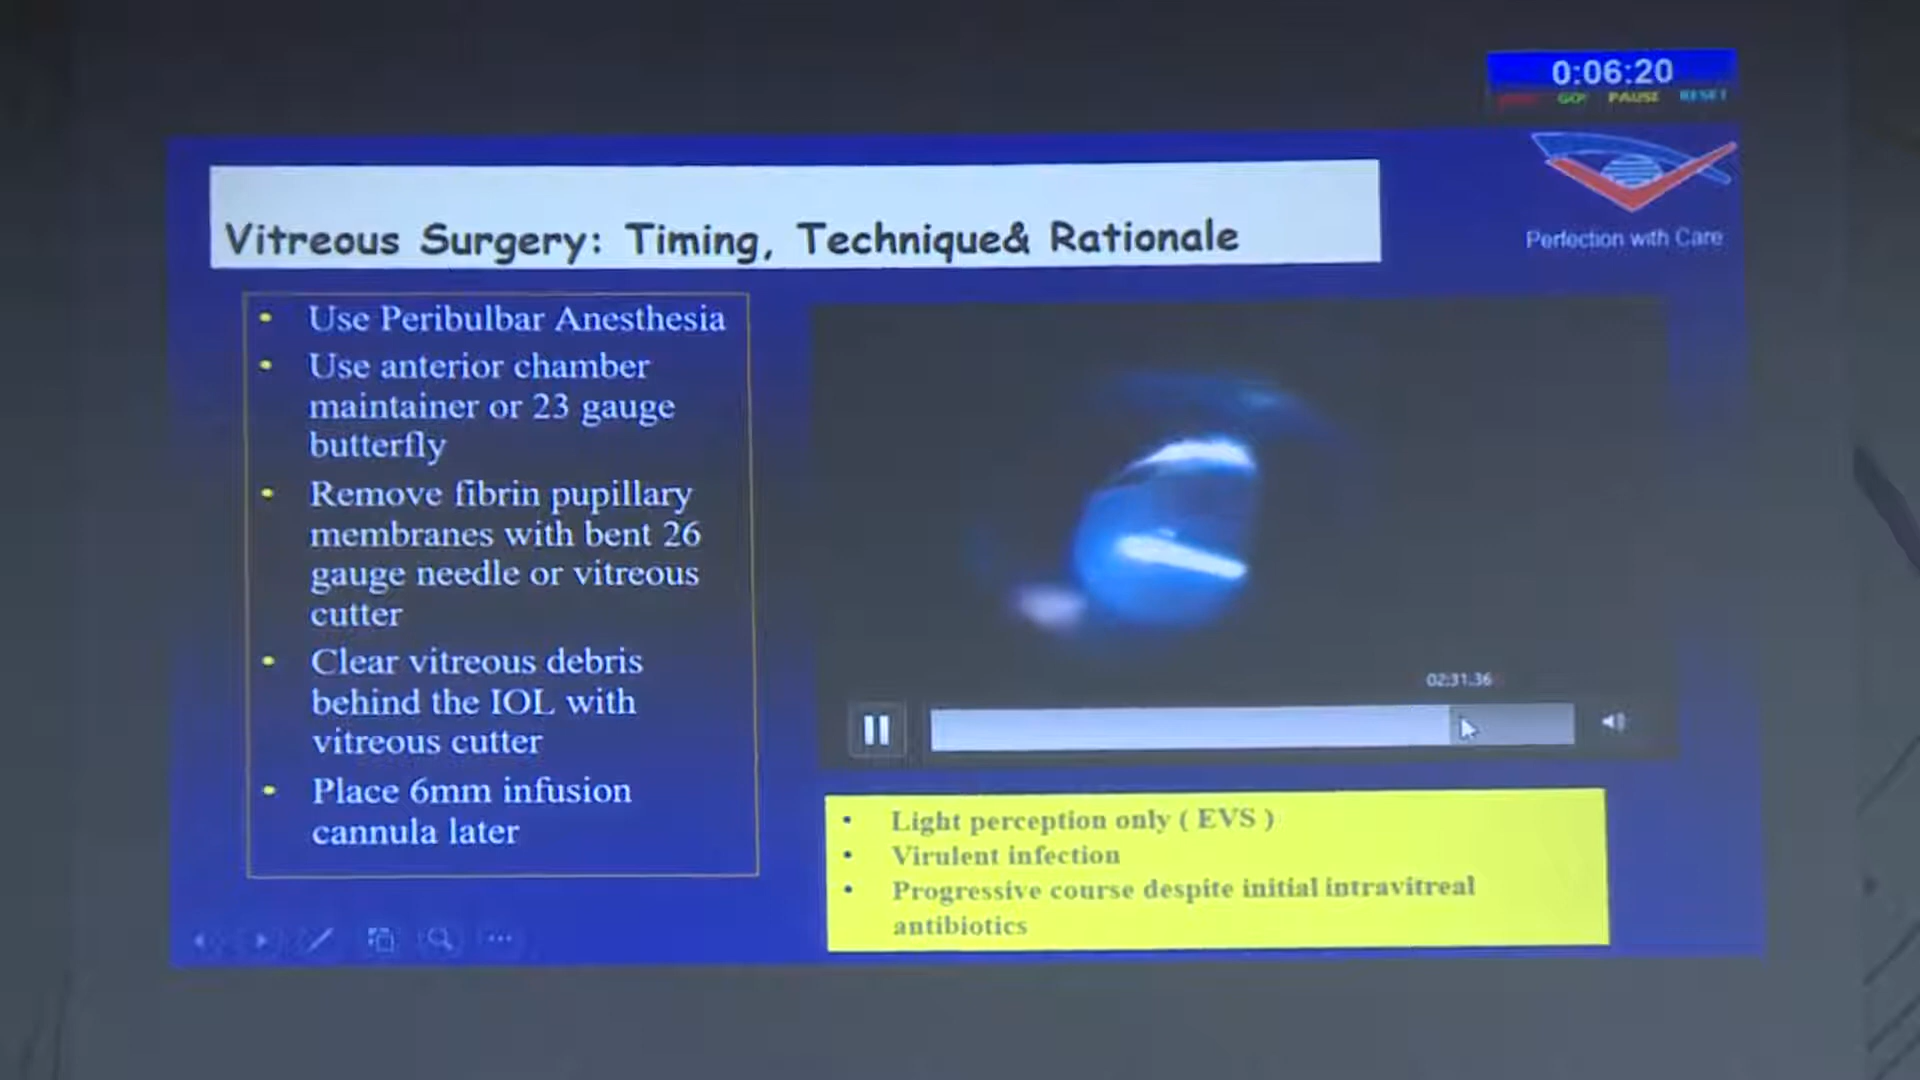 0:06:20
GO! PAUSE RESET
Perfection with Care
Vitreous Surgery: Timing, Technique& Rationale
• Use Peribulbar Anesthesia
• Use anterior chamber
maintainer or 23 gauge
butterfly
• Remove fibrin pupillary
membranes with bent 26
gauge needle or vitreous
cutter
• Clear vitreous debris
behind the IOL with
vitreous cutter
• Place 6mm infusion
cannula later
02:31.36
• Light perception only ( EVS )
• Virulent infection
• Progressive course despite initial intravitreal
antibiotics